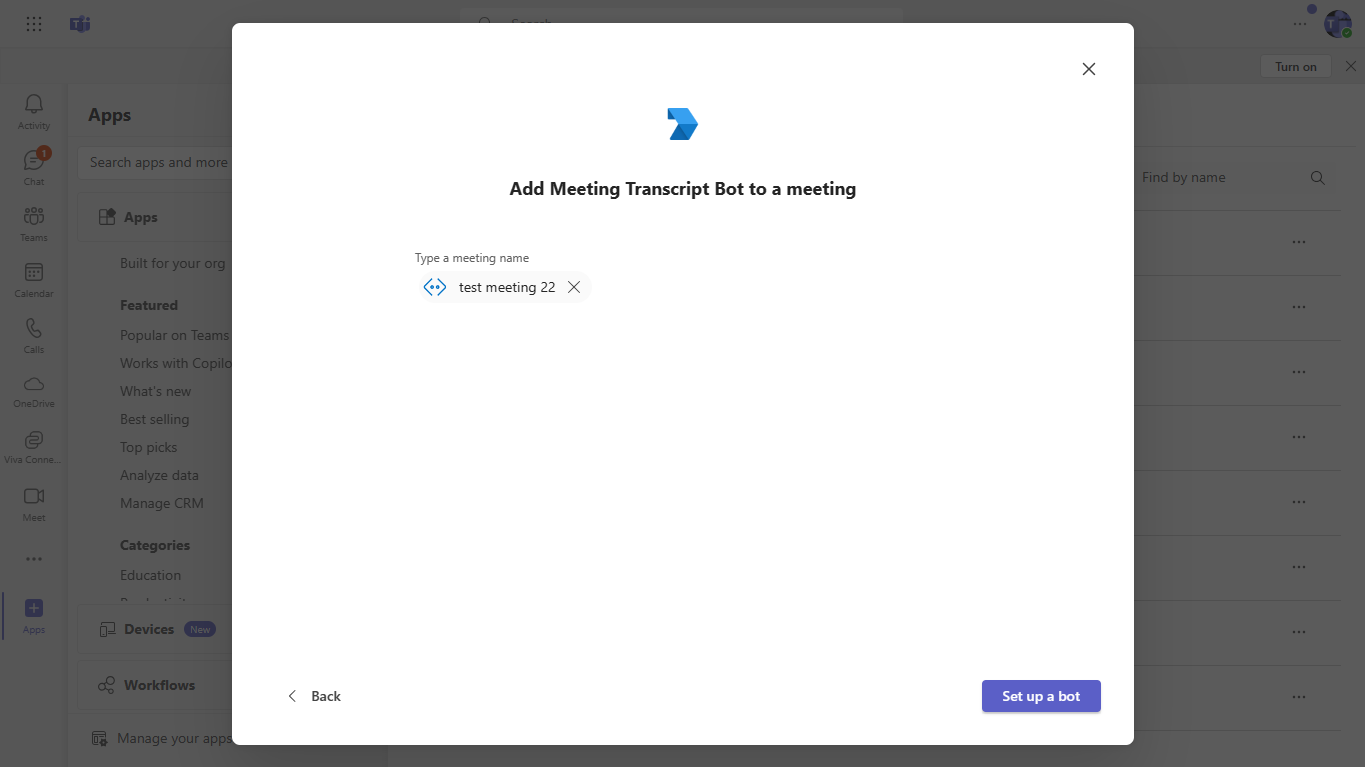 Search
Turn on
Activity
1
Chat
Teams
Calendar
Calls
OneDrive
Viva Conne...
Meet
Apps
Apps
Search apps and more
Apps
Built for your org
Featured
Popular on Teams
Works with Copilo
What's new
Best selling
Top picks
Analyze data
Manage CRM
Categories
Education
Devices New
Workflows
Manage your apps
Find by name
Add Meeting Transcript Bot to a meeting
Type a meeting name
test meeting 22
Back
Set up a bot